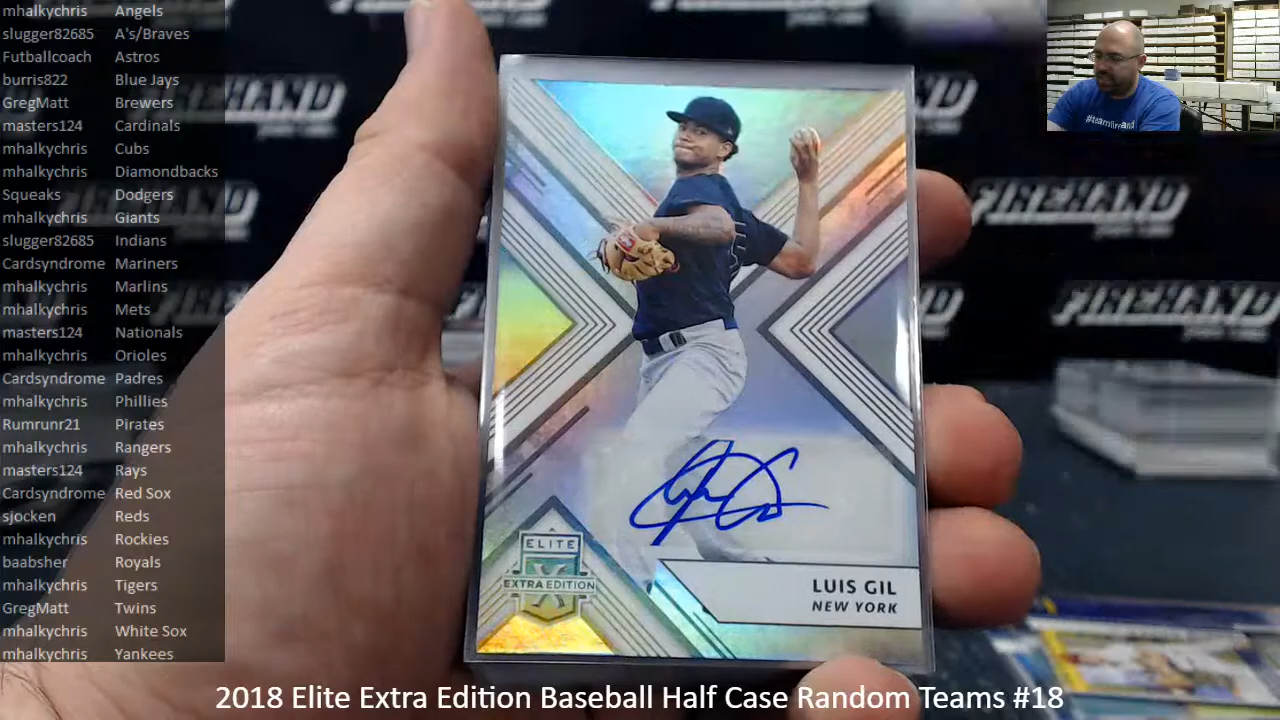 mhalkychris Angels
slugger82685 A's/Braves
Futballcoach Astros
burris822 Blue Jays
GregMatt Brewers
masters124 Cardinals
mhalkychris Cubs
mhalkychris Diamondbacks
Squeaks Dodgers
mhalkychris Giants
slugger82685 Indians
Cardsyndrome Mariners
mhalkychris Marlins
mhalkychris Mets
masters124 Nationals
mhalkychris Orioles
Cardsyndrome Padres
mhalkychris Phillies
Rumrunr21 Pirates
mhalkychris Rangers
masters124 Rays
Cardsyndrome Red Sox
sjocken Reds
mhalkychris Rockies
baabsher Royals
mhalkychris Tigers
GregMatt Twins
mhalkychris White Sox
mhalkychris Yankees
FIREHAND
FIREHAND
#teamfirehand
ELITE
EXTRA EDITION
LUIS GIL
NEW YORK
2018 Elite Extra Edition Baseball Half Case Random Teams #18